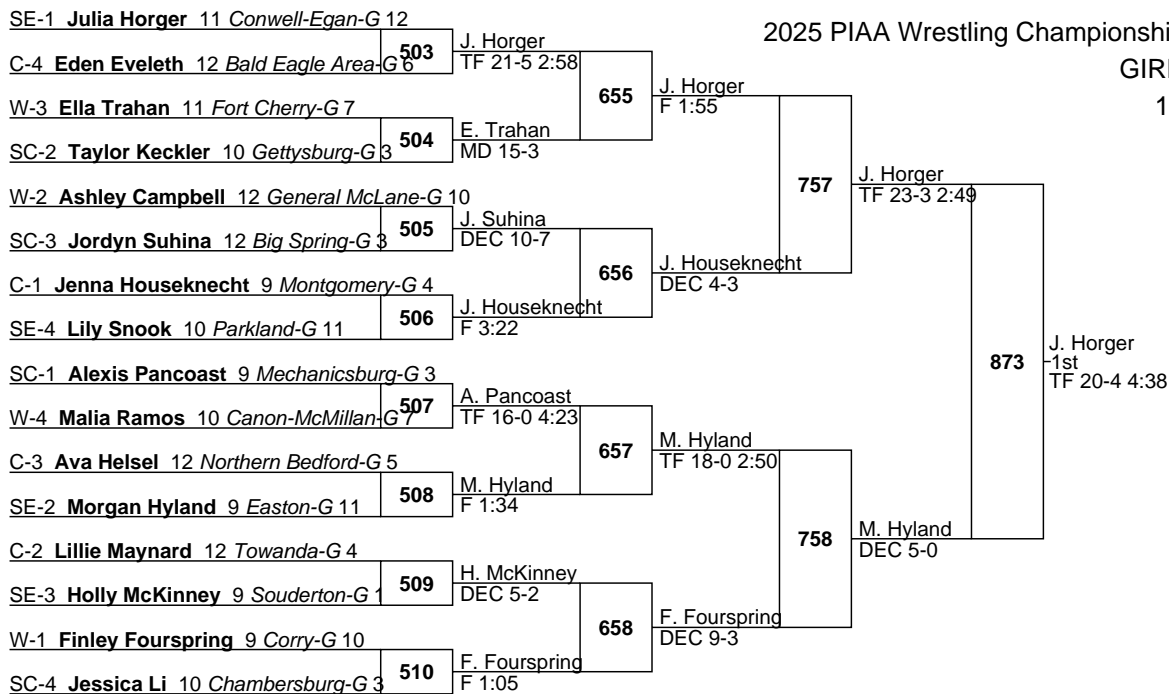 2025 PIAA Wrestling Championshi
GIRI
1
SE-1 Julia Horger 11 Conwell-Egan-G 12
C-4 Eden Eveleth 12 Bald Eagle Area-G 6
W-3 Ella Trahan 11 Fort Cherry-G 7
SC-2 Taylor Keckler 10 Gettysburg-G 3
W-2 Ashley Campbell 12 General McLane-G 10
SC-3 Jordyn Suhina 12 Big Spring-G 3
C-1 Jenna Houseknecht 9 Montgomery-G 4
SE-4 Lily Snook 10 Parkland-G 11
SC-1 Alexis Pancoast 9 Mechanicsburg-G 3
W-4 Malia Ramos 10 Canon-McMillan-G 7
C-3 Ava Helsel 12 Northern Bedford-G 5
SE-2 Morgan Hyland 9 Easton-G 11
C-2 Lillie Maynard 12 Towanda-G 4
SE-3 Holly McKinney 9 Souderton-G 1
W-1 Finley Fourspring 9 Corry-G 10
SC-4 Jessica Li 10 Chambersburg-G 3
503
504
505
506
507
508
509
510
J. Horger
TF 21-5 2:58
E. Trahan
MD 15-3
J. Suhina
DEC 10-7
J. Houseknecht
F 3:22
A. Pancoast
TF 16-0 4:23
M. Hyland
F 1:34
H. McKinney
DEC 5-2
F. Fourspring
F 1:05
655
656
657
658
J. Horger
F 1:55
J. Houseknecht
DEC 4-3
M. Hyland
TF 18-0 2:50
F. Fourspring
DEC 9-3
757
758
J. Horger
TF 23-3 2:49
M. Hyland
DEC 5-0
873
J. Horger
1st
TF 20-4 4:38